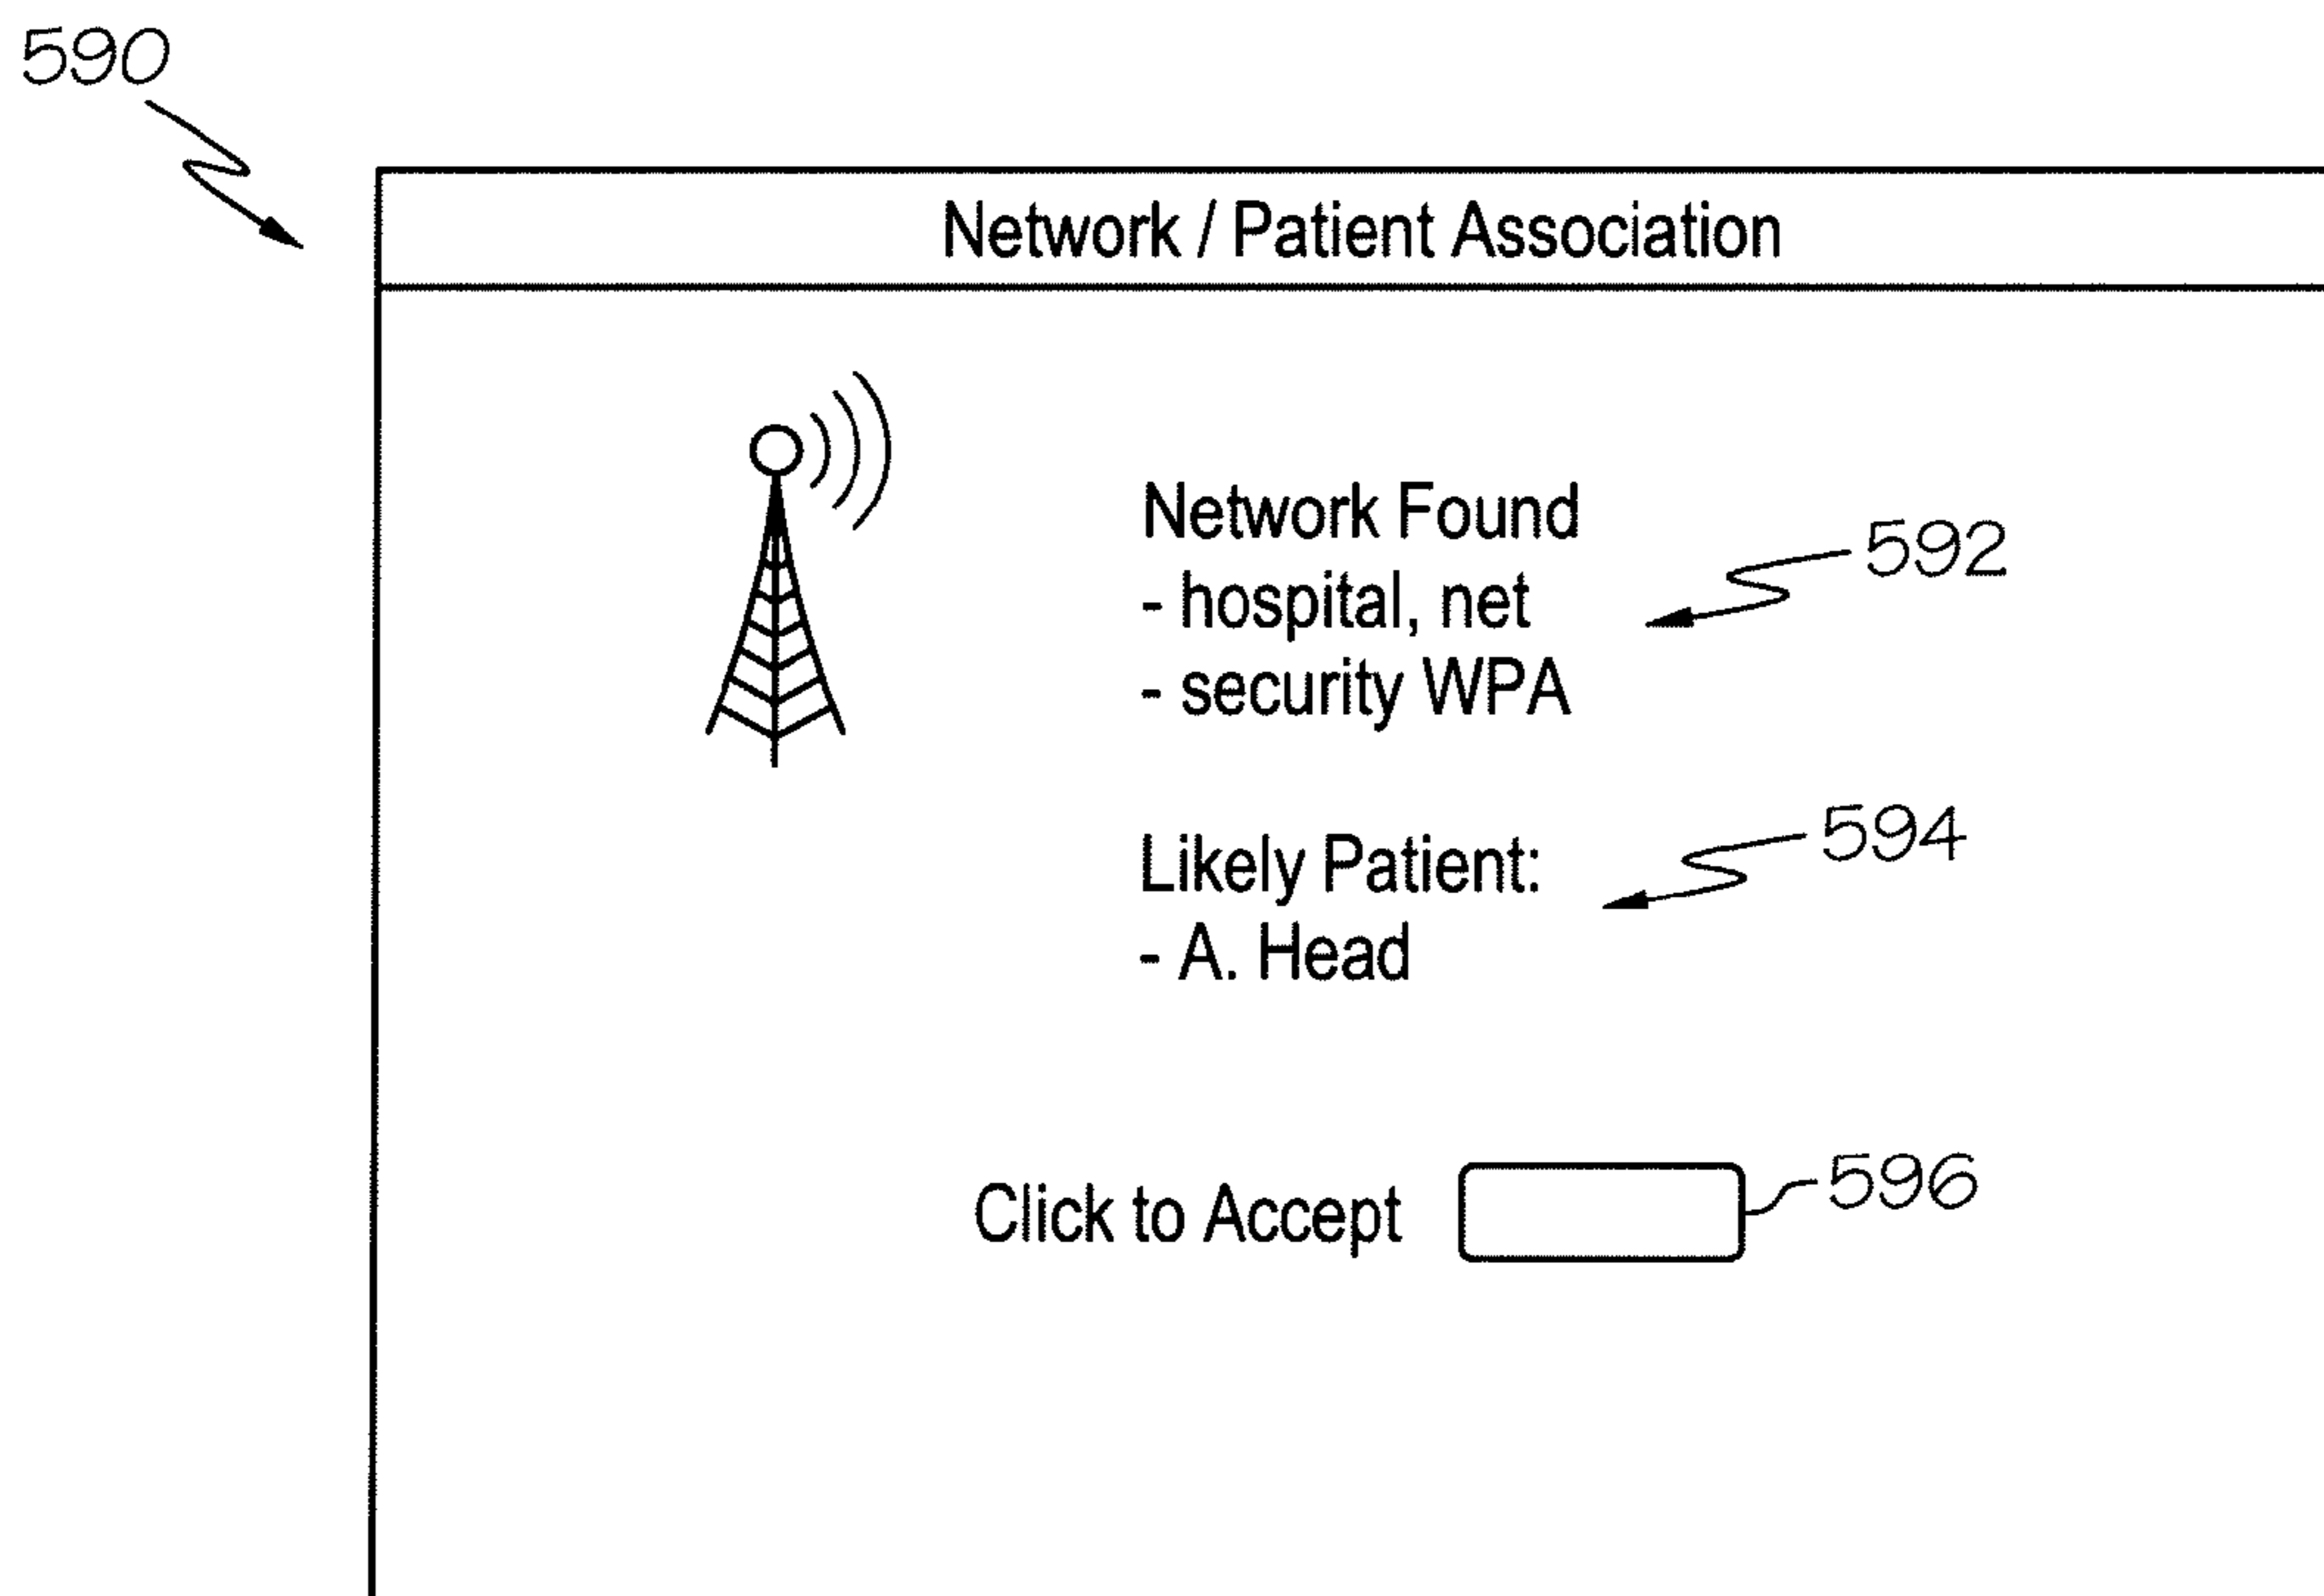 590
Network / Patient Association
Network Found
- hospital, net
592
- security WPA
Likely Patient:
594
- A. Head
Click to Accept
596